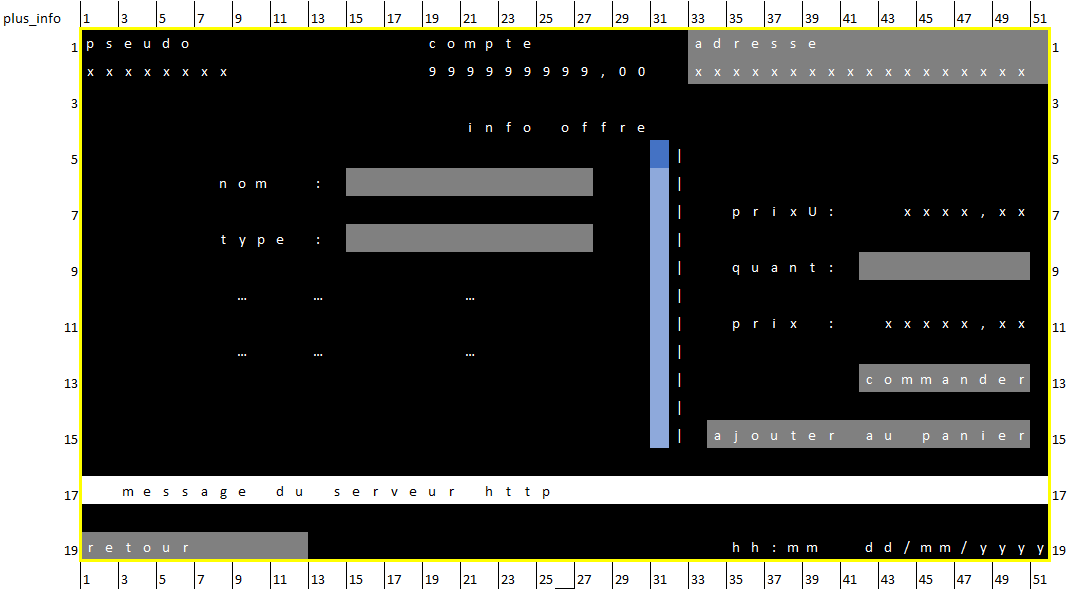 plus_info 1 3 5 7 9 11 13 15 17 19 21 23 25 27 29 31 33 35 37 39 41 43 45 47 49 51
1 pseudo compte adresse 1
xxxxxxxx 999999999,00 xxxxxxxxxxxxxxxxxx
3 3
info offre
5 | 5
nom : |
7 | prixU: xxxx,xx 7
type : |
9 | quant: 9
… … … |
11 | prix : xxxxx,xx 11
… … … |
13 | commander 13
|
15 | ajouter au panier 15
17 message du serveur http 17
19 retour hh:mm dd/mm/yyyy 19
1 3 5 7 9 11 13 15 17 19 21 23 25 27 29 31 33 35 37 39 41 43 45 47 49 51